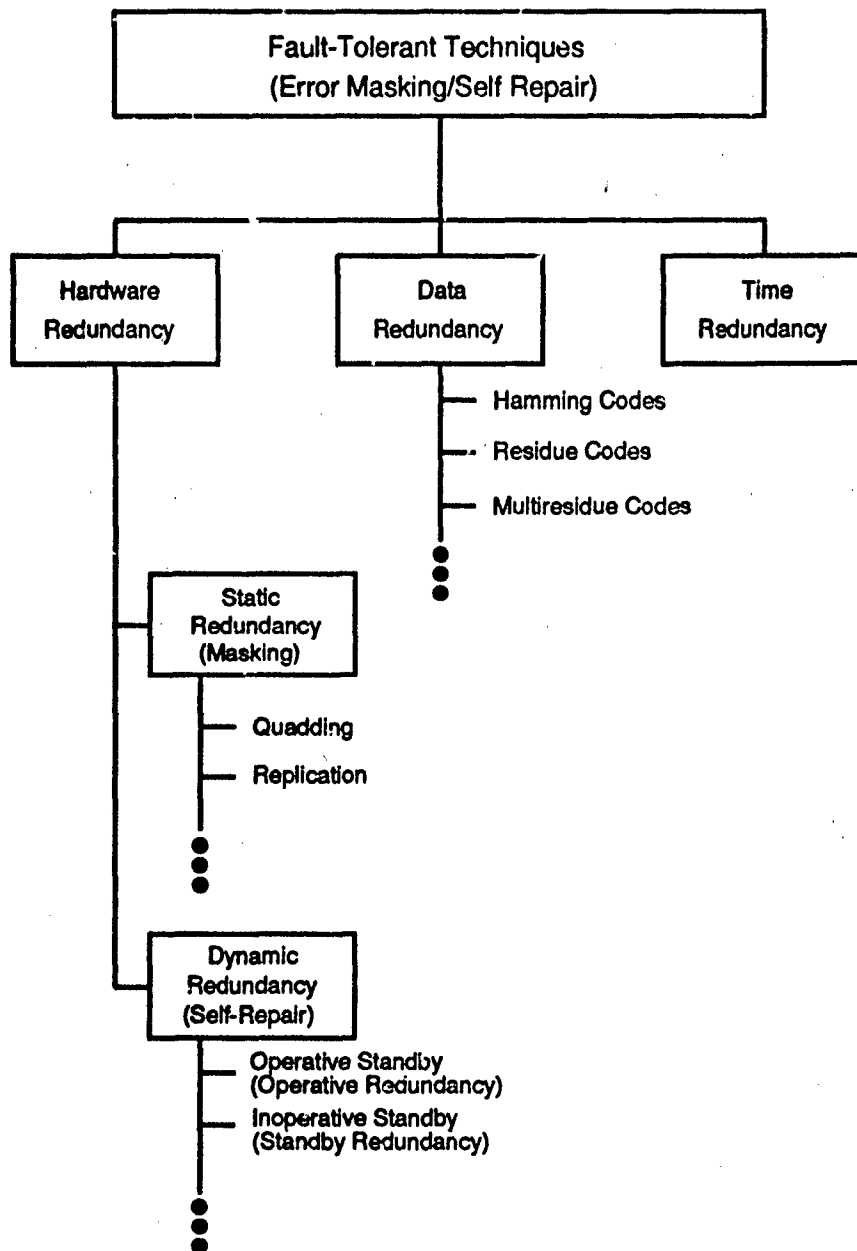 Fault-Tolerant Techniques
(Error Masking/Self Repair)
Hardware
Redundancy
Data
Redundancy
Time
Redundancy
Hamming Codes
Residue Codes
Multiresidue Codes
Static
Redundancy
(Masking)
Quadding
Replication
Dynamic
Redundancy
(Self-Repair)
Operative Standby
(Operative Redundancy)
Inoperative Standby
(Standby Redundancy)